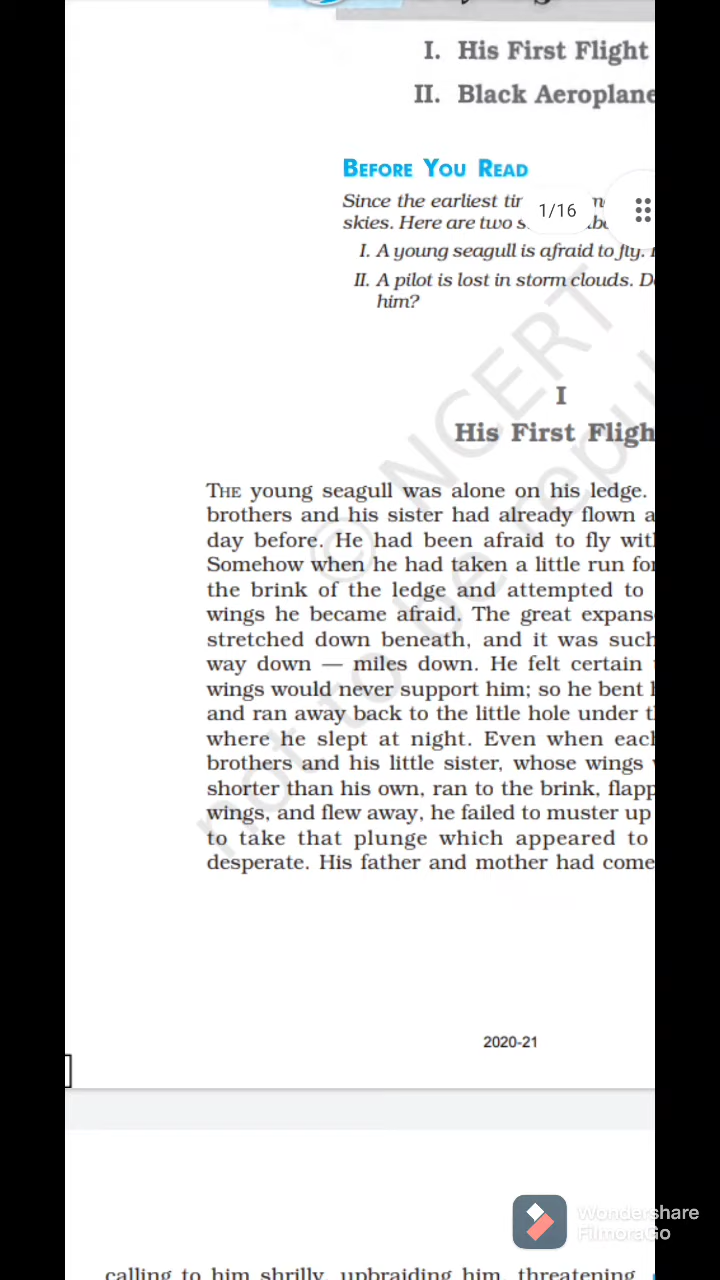 I. His First Flight
II. Black Aeroplane
BEFORE YOU READ
Since the earliest
skies. Here are two
1/16
I. A young seagull is afraid to fly.
II. A pilot is lost in storm clouds.
him?
I
His First
THE young seagull was alone on his ledge.
brothers and his sister had already flown
day before. He had been afraid to fly
Somehow when he had taken a little run
the brink of the ledge and attempted to
wings he became afraid. The great
stretched down beneath, and it was such
way down — miles down. He felt certain
wings would never support him; so he bent
and ran away back to the little hole under
where he slept at night. Even when
brothers and his little sister, whose wings
shorter than his own, ran to the brink,
wings, and flew away, he failed to muster up
to take that plunge which appeared to
desperate. His father and mother had come
© NCERT
not to be
2020-21
calling to him shrilly, upbraiding him, threatening
Wondershare
FilmoraGo